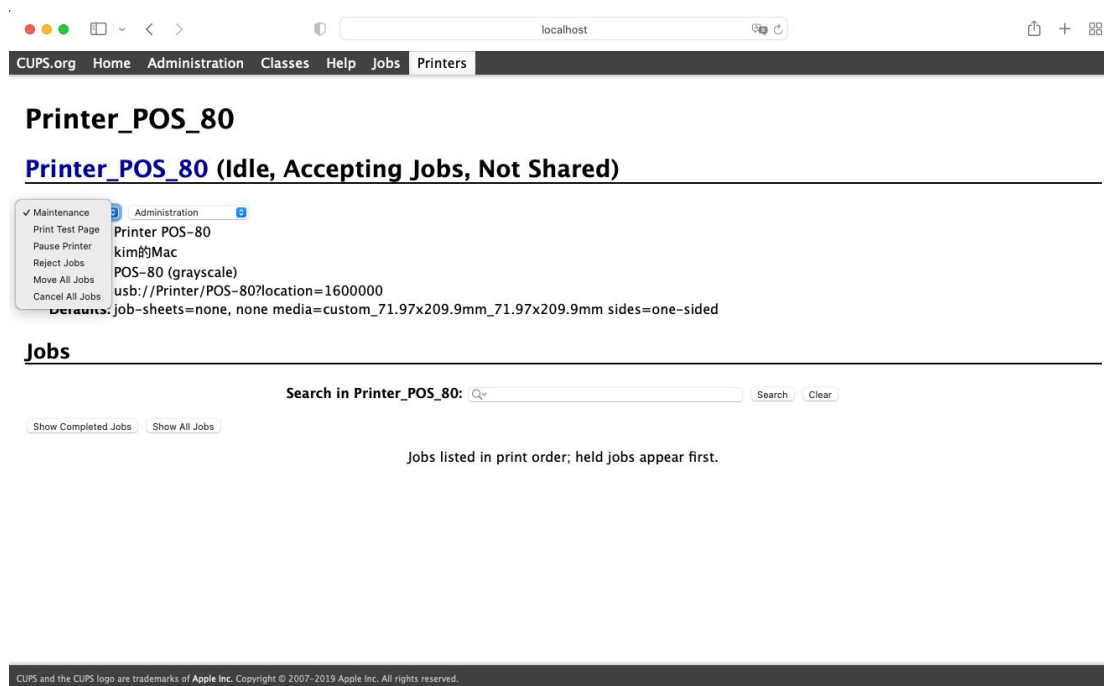 localhost
CUPS.org Home Administration Classes Help Jobs Printers
Printer_POS_80
Printer_POS_80 (Idle, Accepting Jobs, Not Shared)
✓ Maintenance Administration
Print Test Page Printer POS-80
Pause Printer kim的Mac
Reject Jobs POS-80 (grayscale)
Move All Jobs usb://Printer/POS-80?location=1600000
Cancel All Jobs
Defaults: job-sheets=none, none media=custom_71.97x209.9mm_71.97x209.9mm sides=one-sided
Jobs
Search in Printer_POS_80: Search Clear
Show Completed Jobs Show All Jobs
Jobs listed in print order; held jobs appear first.
CUPS and the CUPS logo are trademarks of Apple Inc. Copyright © 2007-2019 Apple Inc. All rights reserved.